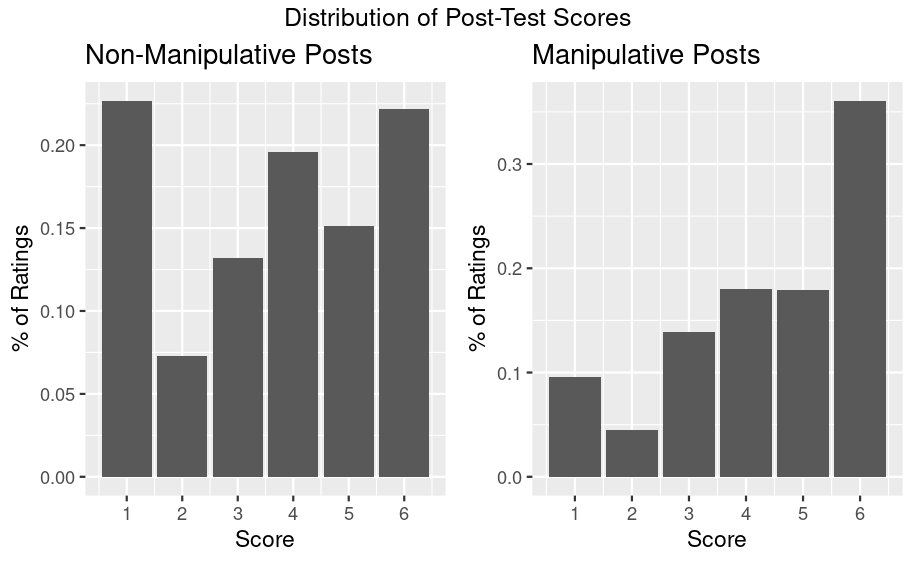 Distribution of Post-Test Scores
Non-Manipulative Posts
% of Ratings
0.20
0.15
0.10
0.05
0.00
1 2 3 4 5 6
Score
Manipulative Posts
% of Ratings
0.3
0.2
0.1
0.0
1 2 3 4 5 6
Score